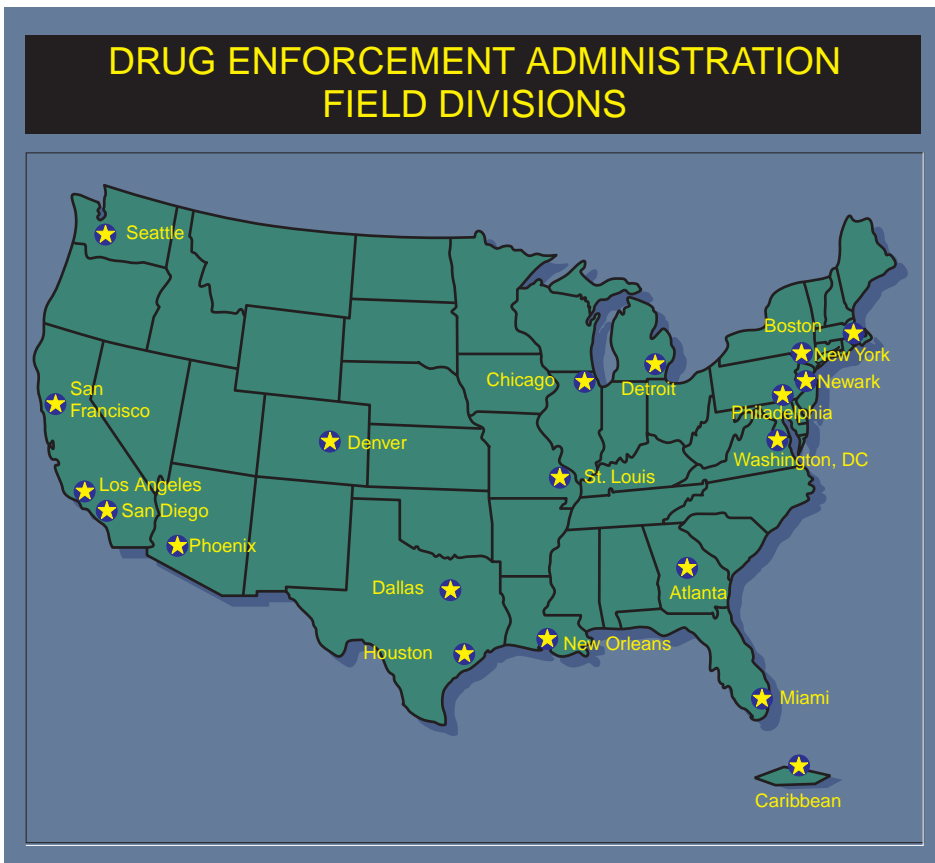 DRUG ENFORCEMENT ADMINISTRATION
FIELD DIVISIONS
Seattle
Boston
New York
Chicago
Detroit
Newark
San
Francisco
Philadelphia
Denver
Washington, DC
St. Louis
Los Angeles
San Diego
Phoenix
Dallas
Atlanta
Houston
New Orleans
Miami
Caribbean